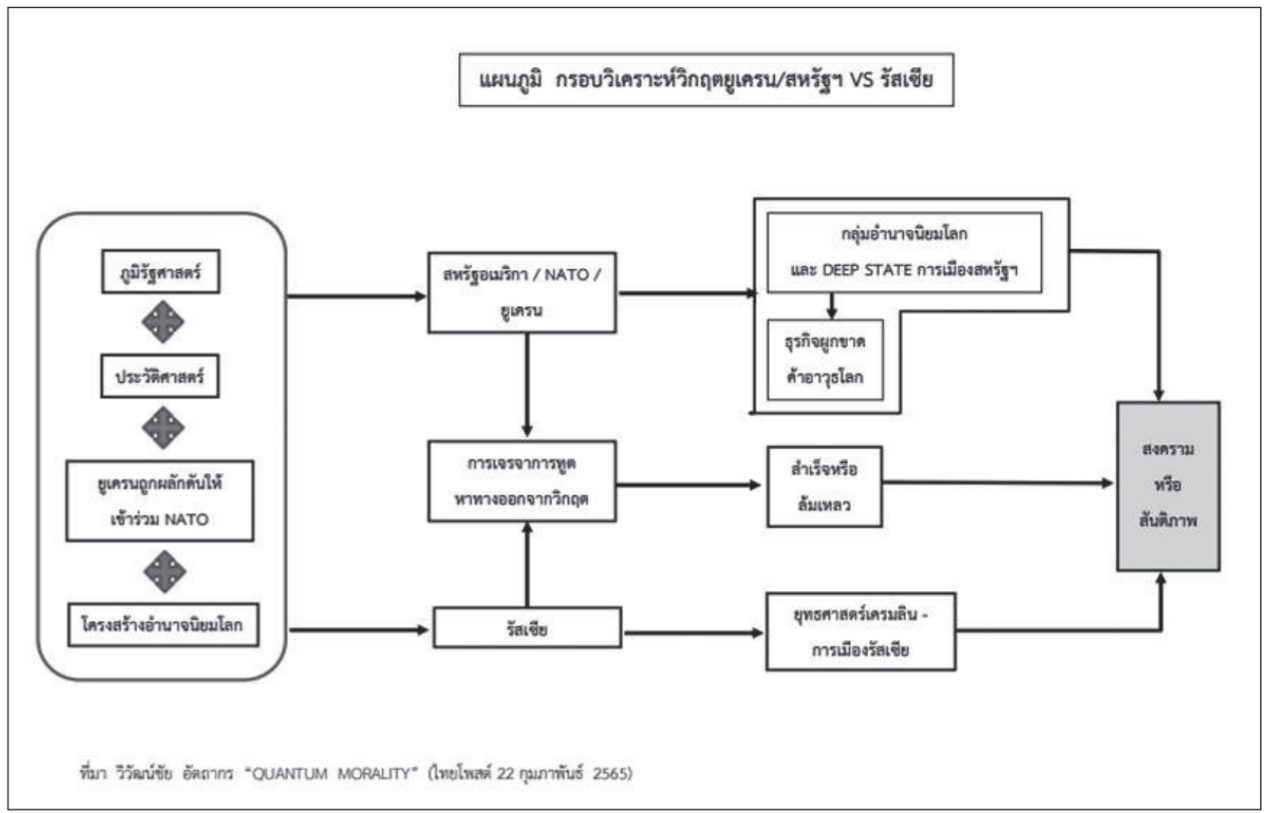 แผนภูมิ กรอบวิเคราะห์วิกฤตยูเครน/สหรัฐฯ VS รัสเซีย
ภูมิรัฐศาสตร์
ประวัติศาสตร์
ยูเครนถูกผลักดันให้
เข้าร่วม NATO
โครงสร้างอำนาจนิยมโลก
สหรัฐอเมริกา / NATO /
ยูเครน
การเจรจาการทูต
หาทางออกจากวิกฤต
รัสเซีย
กลุ่มอำนาจนิยมโลก
และ DEEP STATE การเมืองสหรัฐฯ
ธุรกิจผูกขาด
ค้าอาวุธโลก
สำเร็จหรือ
ล้มเหลว
ยุทธศาสตร์เครมลิน -
การเมืองรัสเซีย
สงคราม
หรือ
สันติภาพ
ที่มา วิวัฒน์ชัย อัตถากร “QUANTUM MORALITY” (ไทยโพสต์ 22 กุมภาพันธ์ 2565)